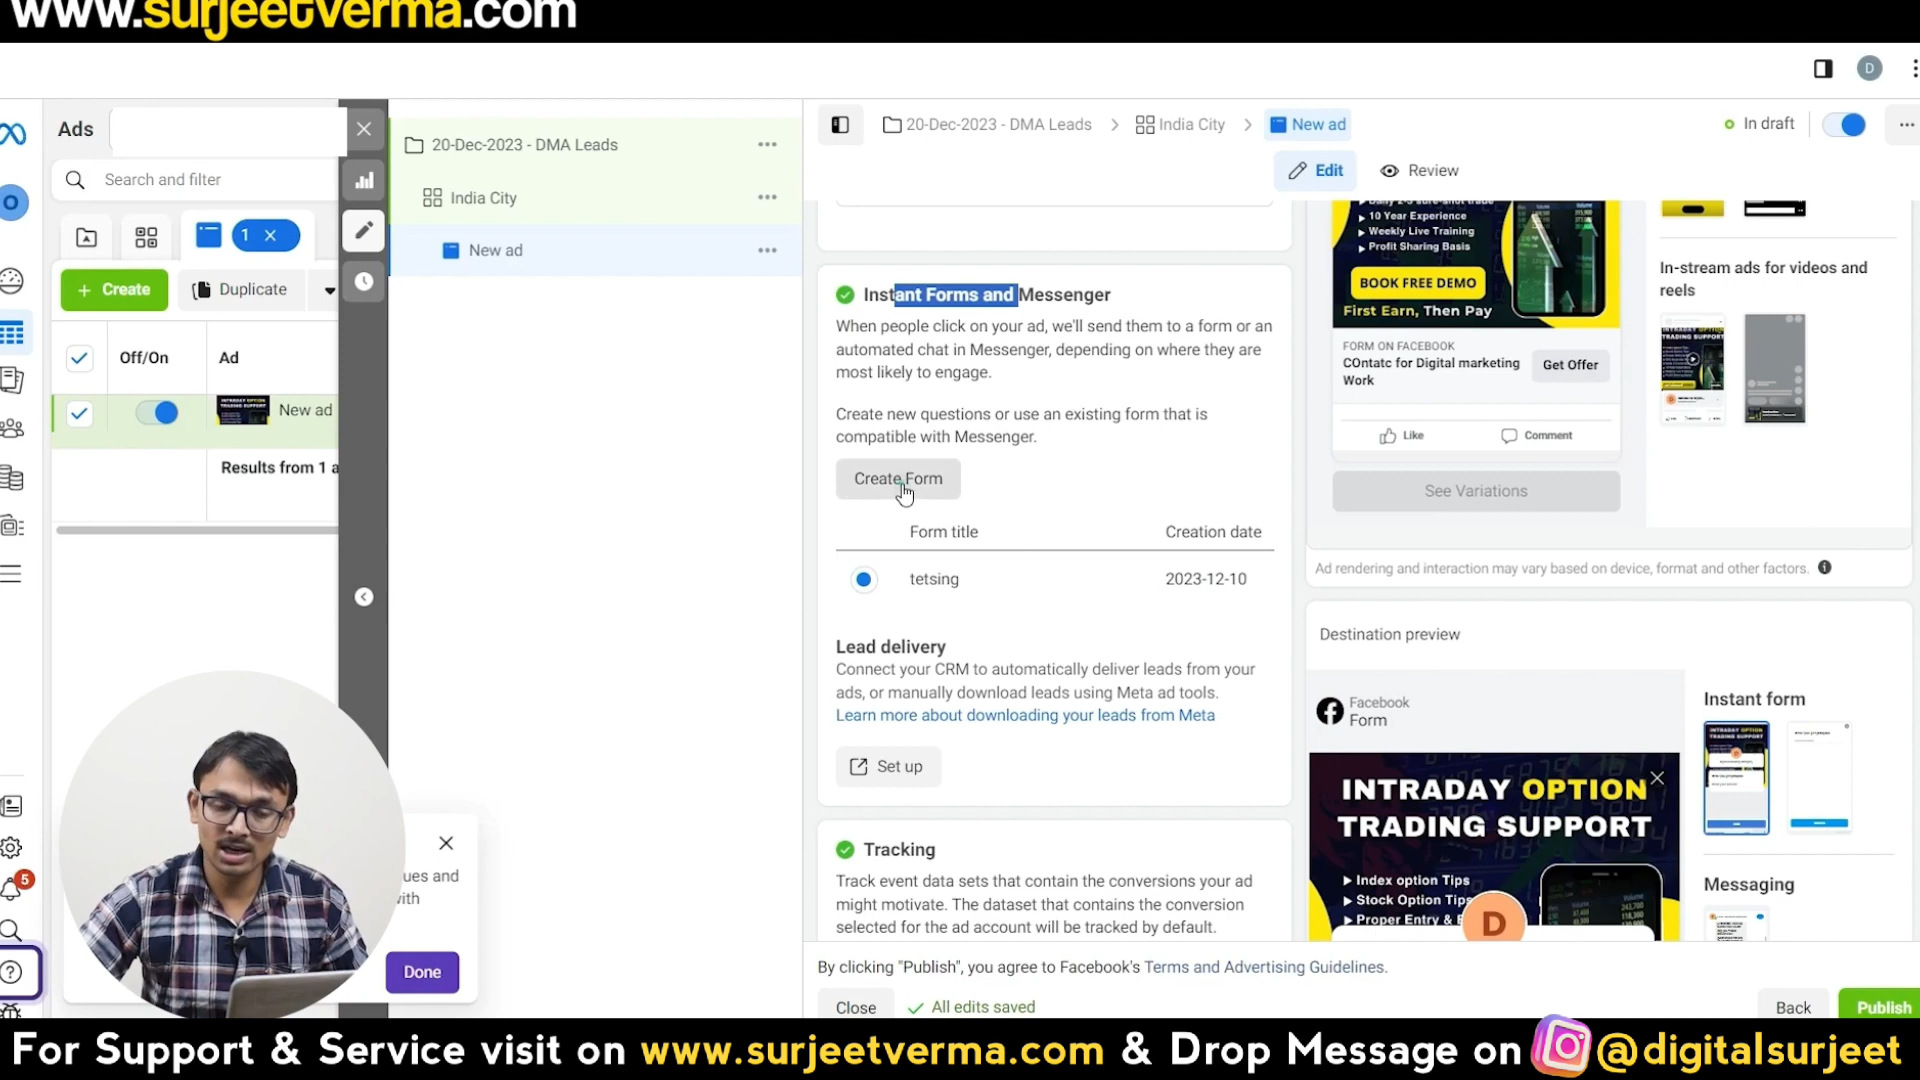 www.surjeetverma.com
D
Ads
Search and filter
1
Create
Duplicate
Off/On
Ad
New ad
Results from 1 a
ues and
with
Done
5
20-Dec-2023 - DMA Leads
India City
New ad
20-Dec-2023 - DMA Leads
India City
New ad
In draft
Edit
Review
Instant Forms and Messenger
When people click on your ad, we'll send them to a form or an
automated chat in Messenger, depending on where they are
most likely to engage.
Create new questions or use an existing form that is
compatible with Messenger.
Create Form
Form title
Creation date
tetsing
2023-12-10
Lead delivery
Connect your CRM to automatically deliver leads from your
ads, or manually download leads using Meta ad tools.
Learn more about downloading your leads from Meta
Set up
Tracking
Track event data sets that contain the conversions your ad
might motivate. The dataset that contains the conversion
selected for the ad account will be tracked by default.
10 Year Experience
Weekly Live Training
Profit Sharing Basis
BOOK FREE DEMO
First Earn, Then Pay
FORM ON FACEBOOK
COntatc for Digital marketing
Work
Get Offer
Like
Comment
See Variations
In-stream ads for videos and
reels
Ad rendering and interaction may vary based on device, format and other factors.
Destination preview
Facebook
Form
INTRADAY OPTION
TRADING SUPPORT
Index option Tips
Stock Option Tips
Proper Entry & E
D
Instant form
Messaging
By clicking "Publish", you agree to Facebook's Terms and Advertising Guidelines.
Close
All edits saved
Back
Publish
For Support & Service visit on www.surjeetverma.com & Drop Message on @digitalsurjeet